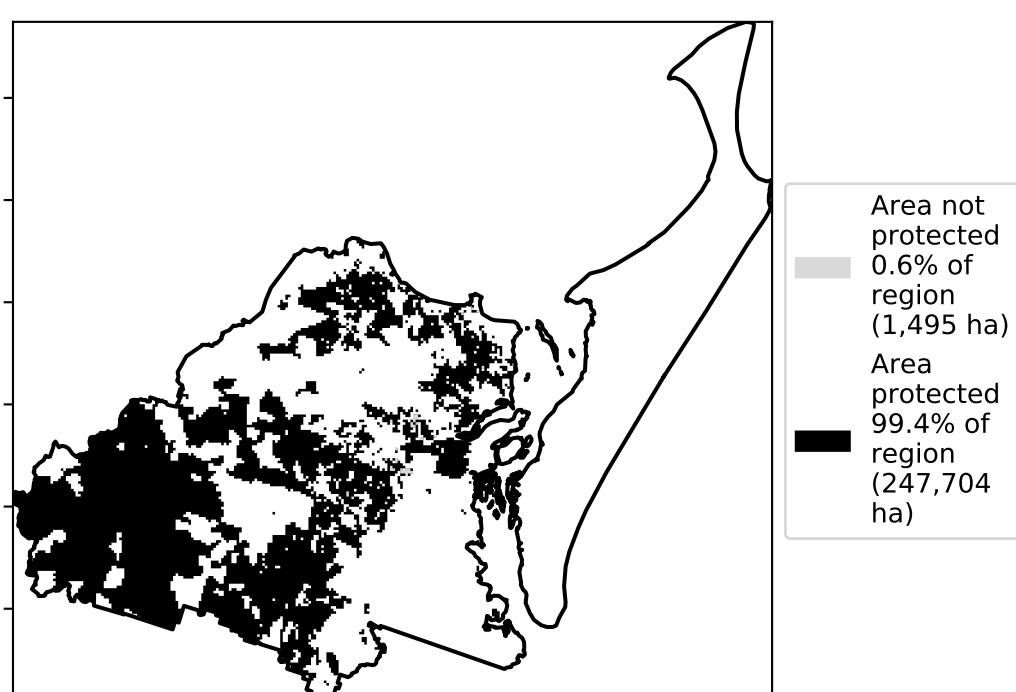 Area not
protected
0.6% of
region
(1,495 ha)
Area
protected
99.4% of
region
(247,704
ha)